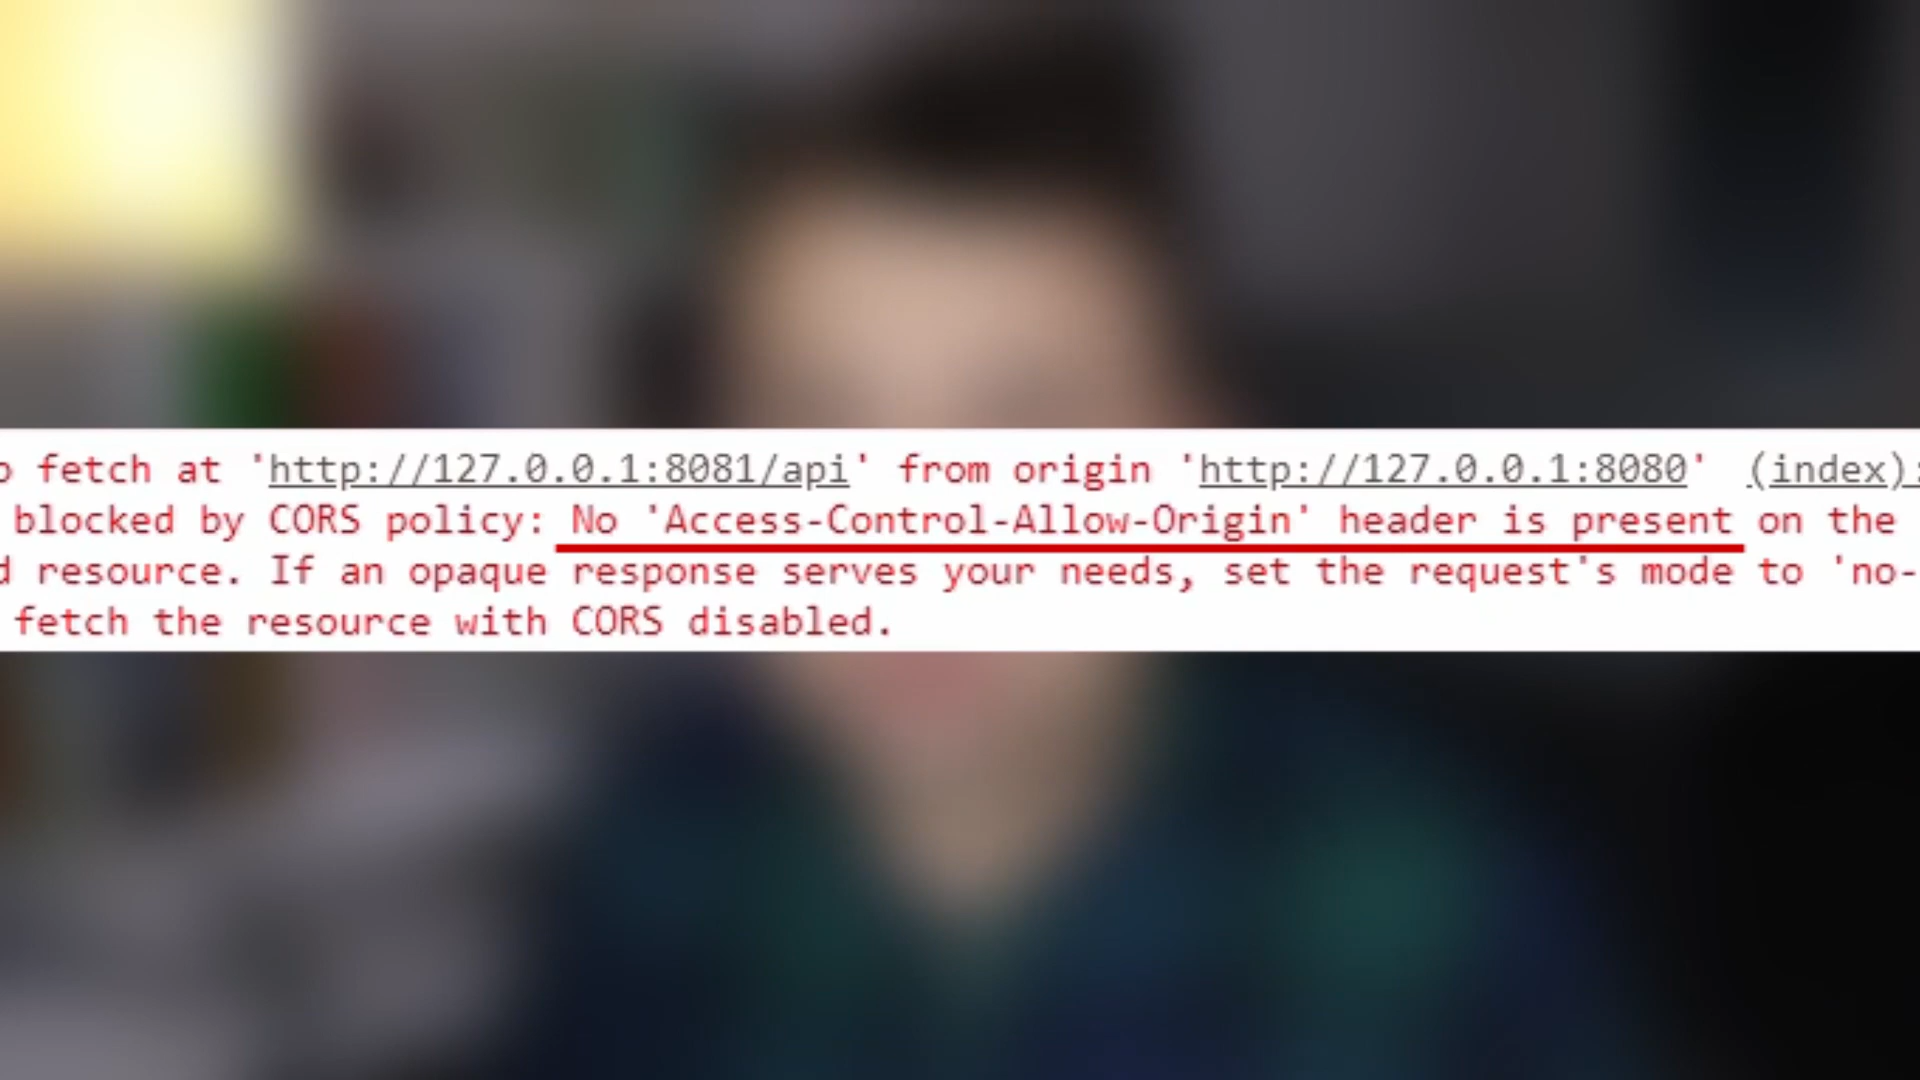 fetch at 'http://127.0.0.1:8081/api' from origin 'http://127.0.0.1:8080' (index):
blocked by CORS policy: No 'Access-Control-Allow-Origin' header is present on the
resource. If an opaque response serves your needs, set the request's mode to 'no-
fetch the resource with CORS disabled.